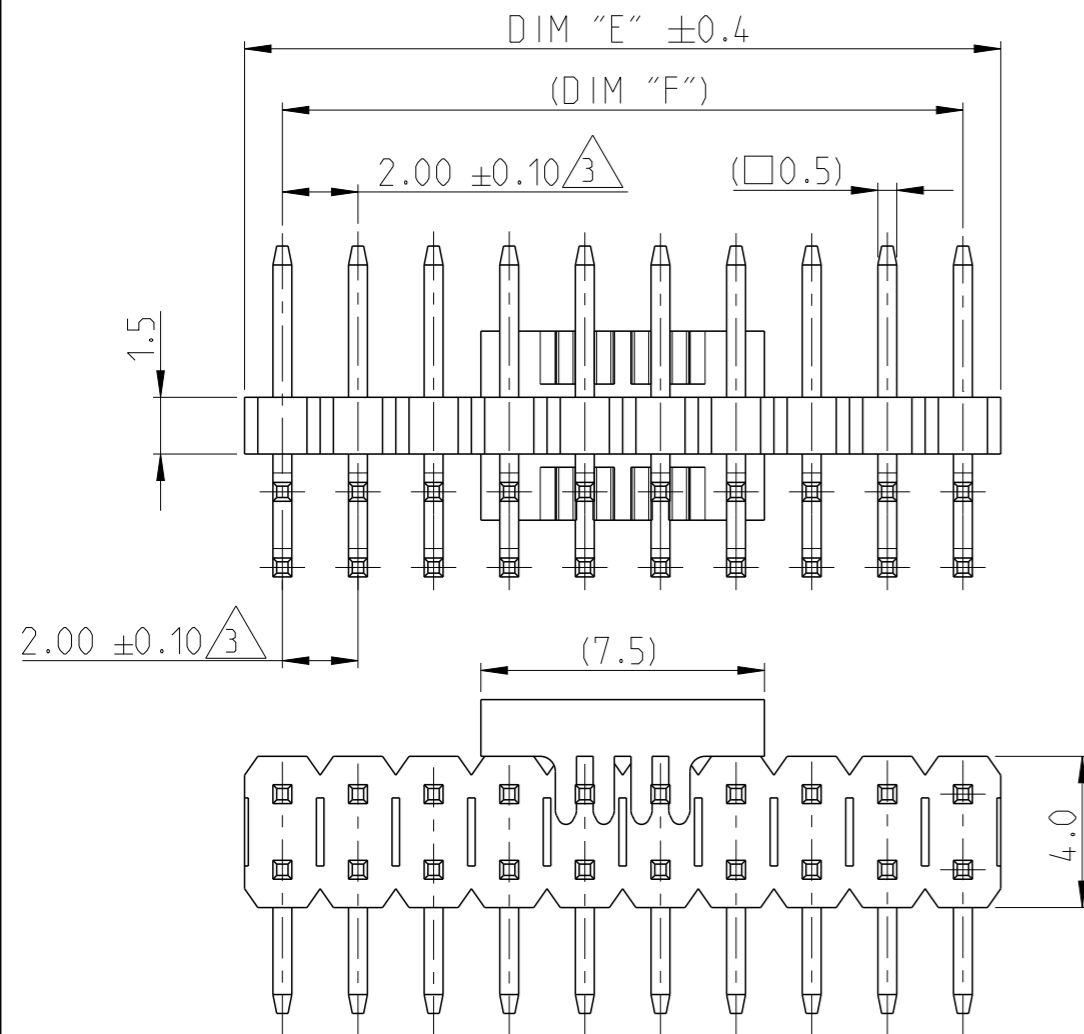 DIM "E" ±0.4
(DIM "F")
2.00 ±0.10 3
(□0.5)
1.5
2.00 ±0.10 3
(7.5)
4.0